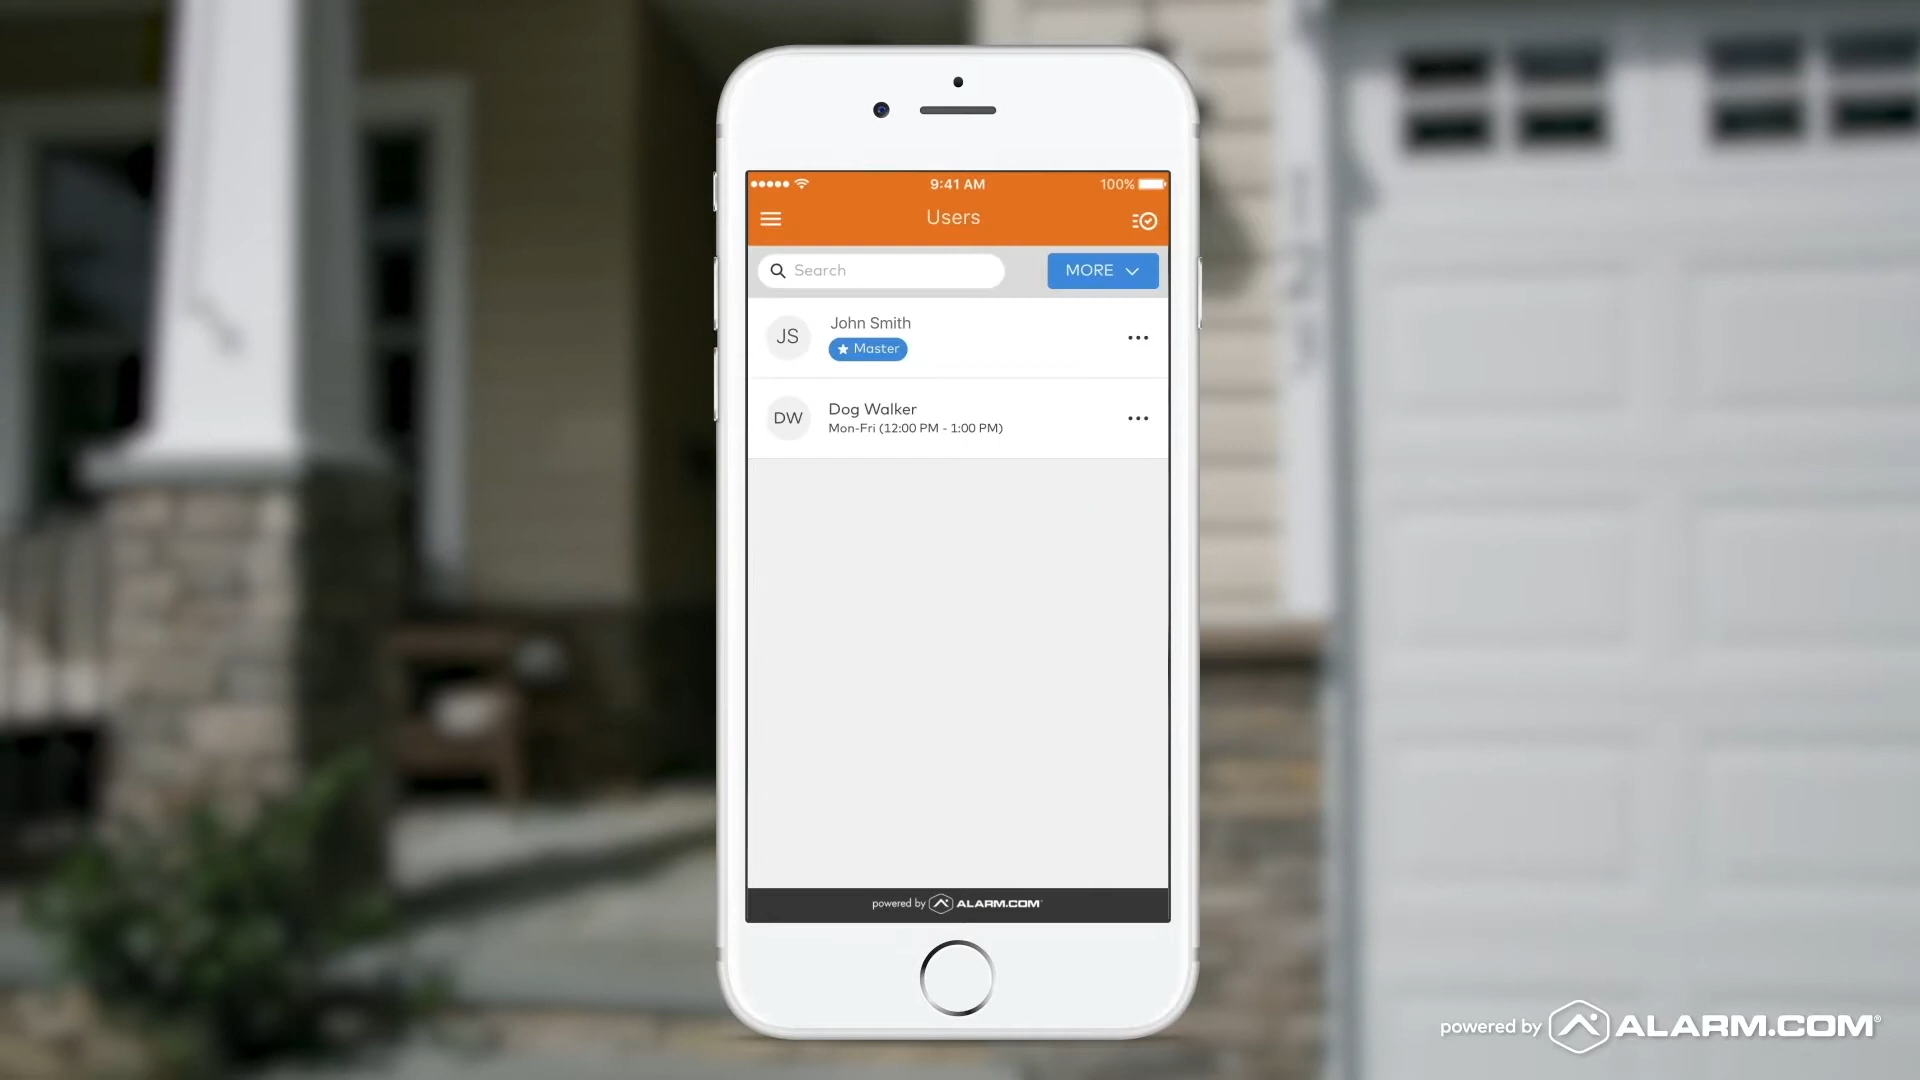 9:41 AM
100%
Users
Search
MORE
JS
John Smith
Master
DW
Dog Walker
Mon-Fri (12:00 PM - 1:00 PM)
powered by ALARM.COM
powered by ALARM.COM®